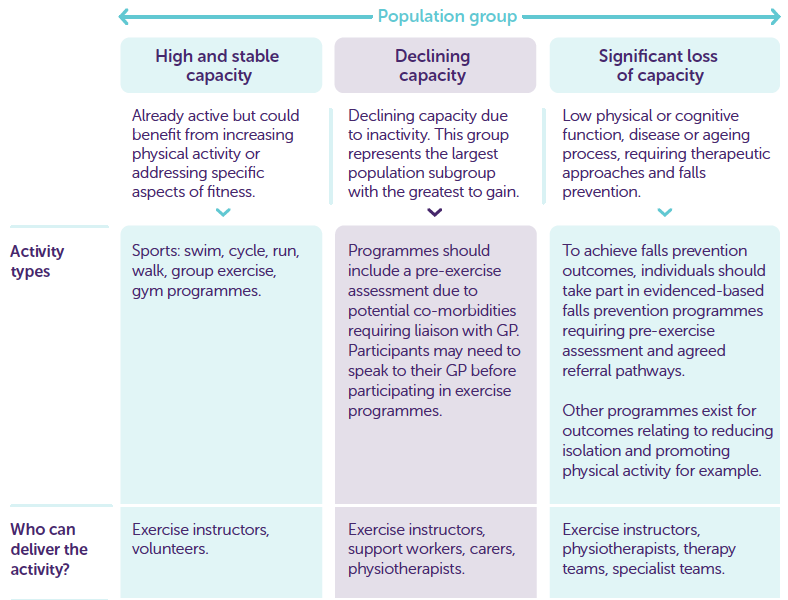 Population group
High and stable
capacity
Declining
capacity
Significant loss
of capacity
Already active but could
benefit from increasing
physical activity or
addressing specific
aspects of fitness.
Declining capacity due
to inactivity. This group
represents the largest
population subgroup
with the greatest to gain.
Low physical or cognitive
function, disease or ageing
process, requiring therapeutic
approaches and falls
prevention.
Activity
types
Sports: swim, cycle, run,
walk, group exercise,
gym programmes.
Programmes should
include a pre-exercise
assessment due to
potential co-morbidities
requiring liaison with GP.
Participants may need to
speak to their GP before
participating in exercise
programmes.
To achieve falls prevention
outcomes, individuals should
take part in evidenced-based
falls prevention programmes
requiring pre-exercise
assessment and agreed
referral pathways.
Other programmes exist for
outcomes relating to reducing
isolation and promoting
physical activity for example.
Who can
deliver the
activity?
Exercise instructors,
volunteers.
Exercise instructors,
support workers, carers,
physiotherapists.
Exercise instructors,
physiotherapists, therapy
teams, specialist teams.